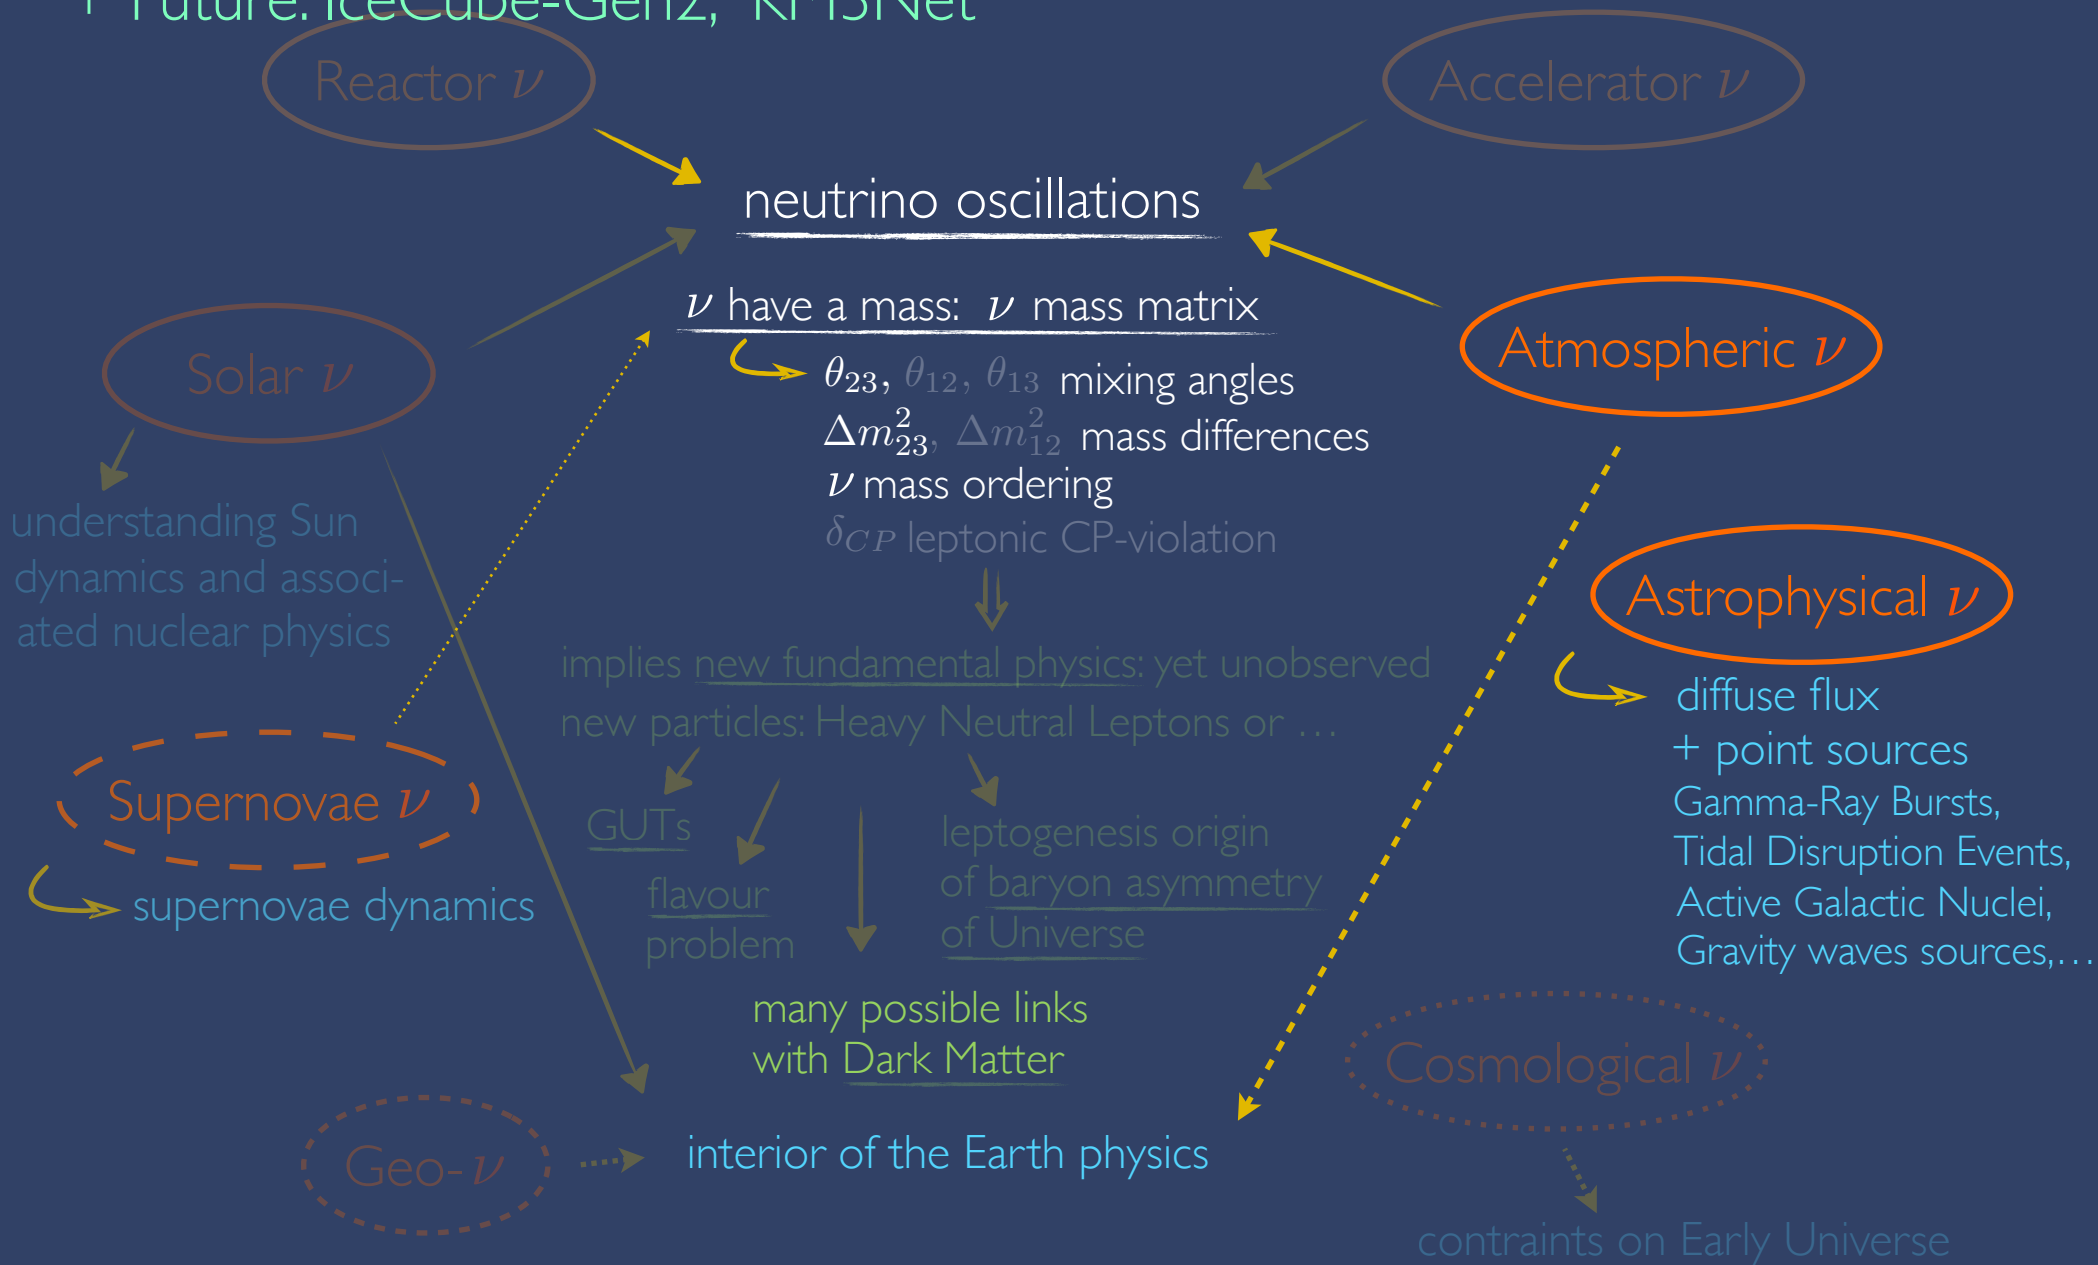 + Future: IceCube-Gen2, KM3Net
Reactor ν
Accelerator ν
neutrino oscillations
ν have a mass: ν mass matrix
θ₂₃, θ₁₂, θ₁₃ mixing angles
Δm²₂₃, Δm²₁₂ mass differences
ν mass ordering
δCP leptonic CP-violation
Solar ν
understanding Sun
dynamics and associ-
ated nuclear physics
Atmospheric ν
Astrophysical ν
diffuse flux
+ point sources
Gamma-Ray Bursts,
Tidal Disruption Events,
Active Galactic Nuclei,
Gravity waves sources,…
implies new fundamental physics: yet unobserved
new particles: Heavy Neutral Leptons or …
Supernovae ν
supernovae dynamics
GUTs
flavour
problem
leptogenesis origin
of baryon asymmetry
of Universe
many possible links
with Dark Matter
Cosmological ν
Geo-ν
interior of the Earth physics
contraints on Early Universe